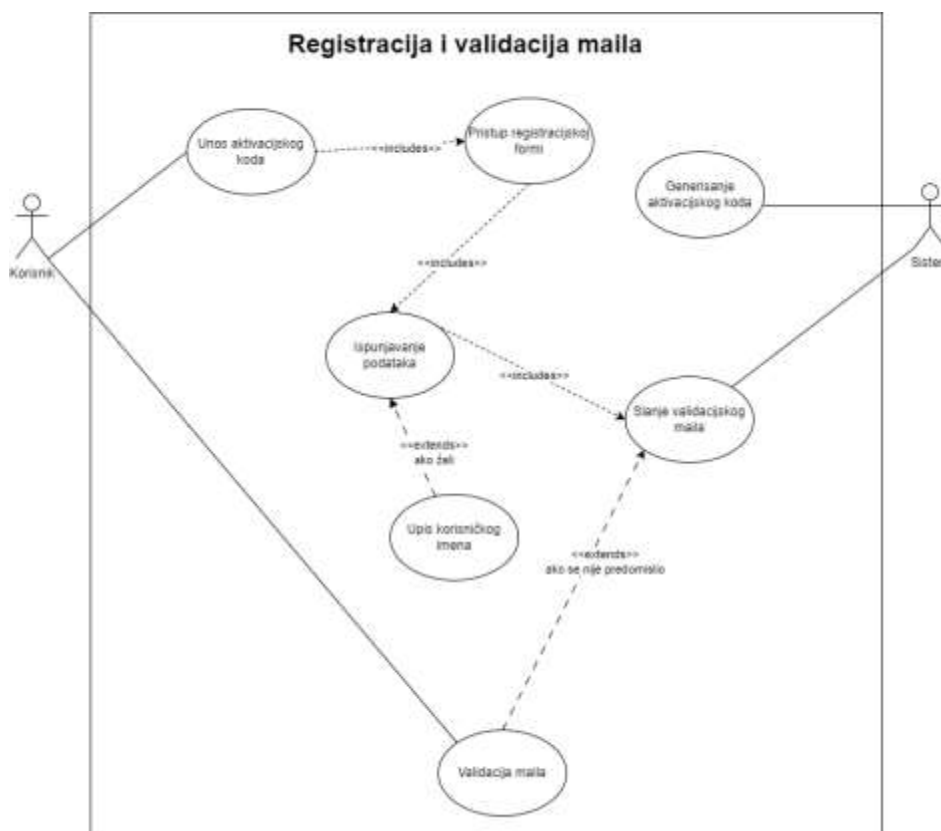 Registracija i validacija maila
Unos aktivacijskog
koda
<<includes>>
Pristup registracijskoj
formi
Generisanje
aktivacijskog koda
Korisnik
Sistem
<<includes>>
Ispunjavanje
podataka
<<includes>>
Slanje validacijskog
maila
<<extends>>
ako želi
Upis korisničkog
imena
<<extends>>
ako se nije predomislio
Validacija maila